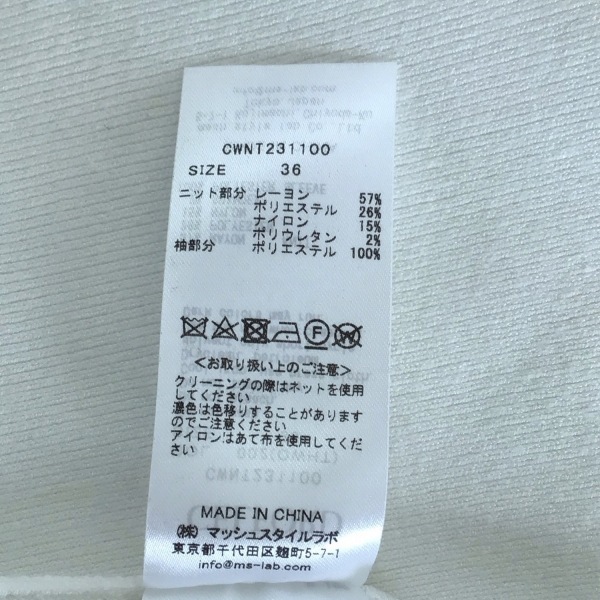 CWNT231100
SIZE 36
ニット部分 レーヨン 57%
ポリエステル 26%
ナイロン 15%
ポリウレタン 2%
袖部分 ポリエステル 100%
F
W
<お取り扱い上のご注意>
クリーニングの際はネットを使用
してください
濃色は色移りすることがあります
のでご注意ください
アイロンはあて布を使用してくだ
さい
MADE IN CHINA
(株) マッシュスタイルラボ
東京都千代田区麹町5-7-1
info@ms-lab.com